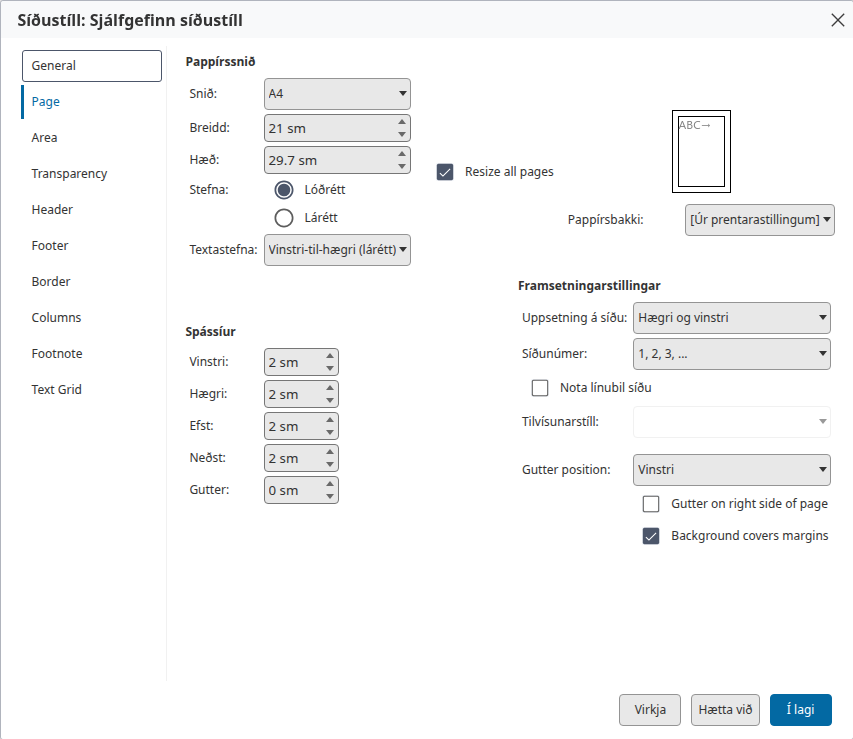 Síðustíll: Sjálfgefinn síðustíll
General
Page
Area
Transparency
Header
Footer
Border
Columns
Footnote
Text Grid
Pappírssnið
Snið: A4
Breidd: 21 sm
Hæð: 29.7 sm
Stefna: Lóðrétt
Lárétt
Textastefna: Vinstri-til-hægri (lárétt)
Resize all pages
ABC→
Pappírsbakki: [Úr prentarastillingum]
Spássíur
Vinstri: 2 sm
Hægri: 2 sm
Efst: 2 sm
Neðst: 2 sm
Gutter: 0 sm
Framsetningarstillingar
Uppsetning á síðu: Hægri og vinstri
Síðunúmer: 1, 2, 3, ...
Nota línubil síðu
Tilvísunarstíll:
Gutter position: Vinstri
Gutter on right side of page
Background covers margins
Virkja
Hætta við
Í lagi